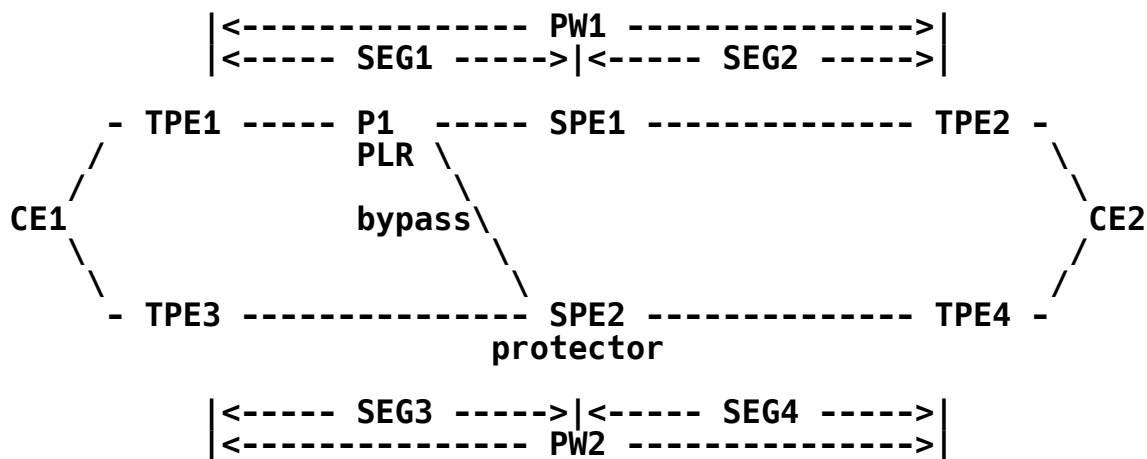 |<--------------- PW1 --------------->|
|<----- SEG1 ----->|<----- SEG2 ----->|
- TPE1 ----- P1 ----- SPE1 -------------- TPE2 -
PLR
CE1 bypass CE2
- TPE3 --------------- SPE2 -------------- TPE4 -
protector
|<----- SEG3 ----->|<----- SEG4 ----->|
|<--------------- PW2 --------------->|